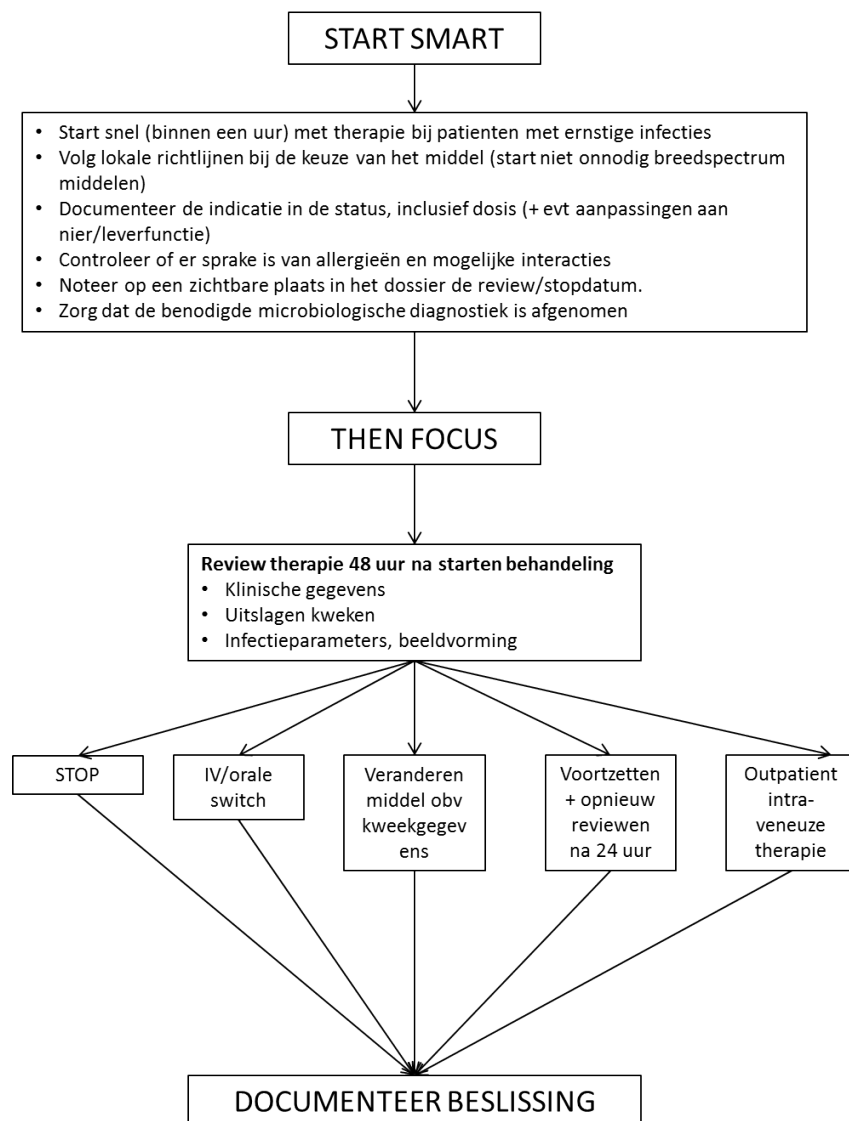 START SMART
• Start snel (binnen een uur) met therapie bij patienten met ernstige infecties
• Volg lokale richtlijnen bij de keuze van het middel (start niet onnodig breedspectrum
middelen)
• Documenteer de indicatie in de status, inclusief dosis (+ evt aanpassingen aan
nier/leverfunctie)
• Controleer of er sprake is van allergieën en mogelijke interacties
• Noteer op een zichtbare plaats in het dossier de review/stopdatum.
• Zorg dat de benodigde microbiologische diagnostiek is afgenomen
THEN FOCUS
Review therapie 48 uur na starten behandeling
• Klinische gegevens
• Uitslagen kweken
• Infectieparameters, beeldvorming
STOP
IV/orale
switch
Veranderen
middel obv
kweekgegev
ens
Voortzetten
+ opnieuw
reviewen
na 24 uur
Outpatient
intra-
veneuze
therapie
DOCUMENTEER BESLISSING